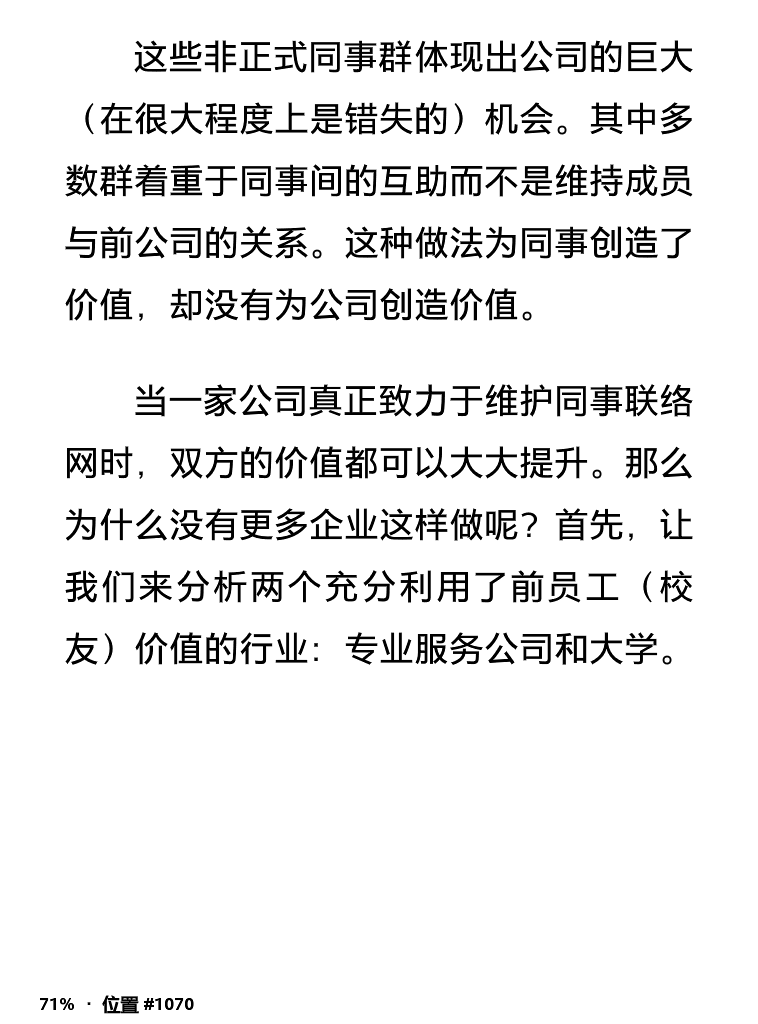 这些非正式同事群体现出公司的巨大
（在很大程度上是错失的）机会。其中多
数群着重于同事间的互助而不是维持成员
与前公司的关系。这种做法为同事创造了
价值，却没有为公司创造价值。
当一家公司真正致力于维护同事联络
网时，双方的价值都可以大大提升。那么
为什么没有更多企业这样做呢？首先，让
我们来分析两个充分利用了前员工（校
友）价值的行业：专业服务公司和大学。
71% · 位置 #1070